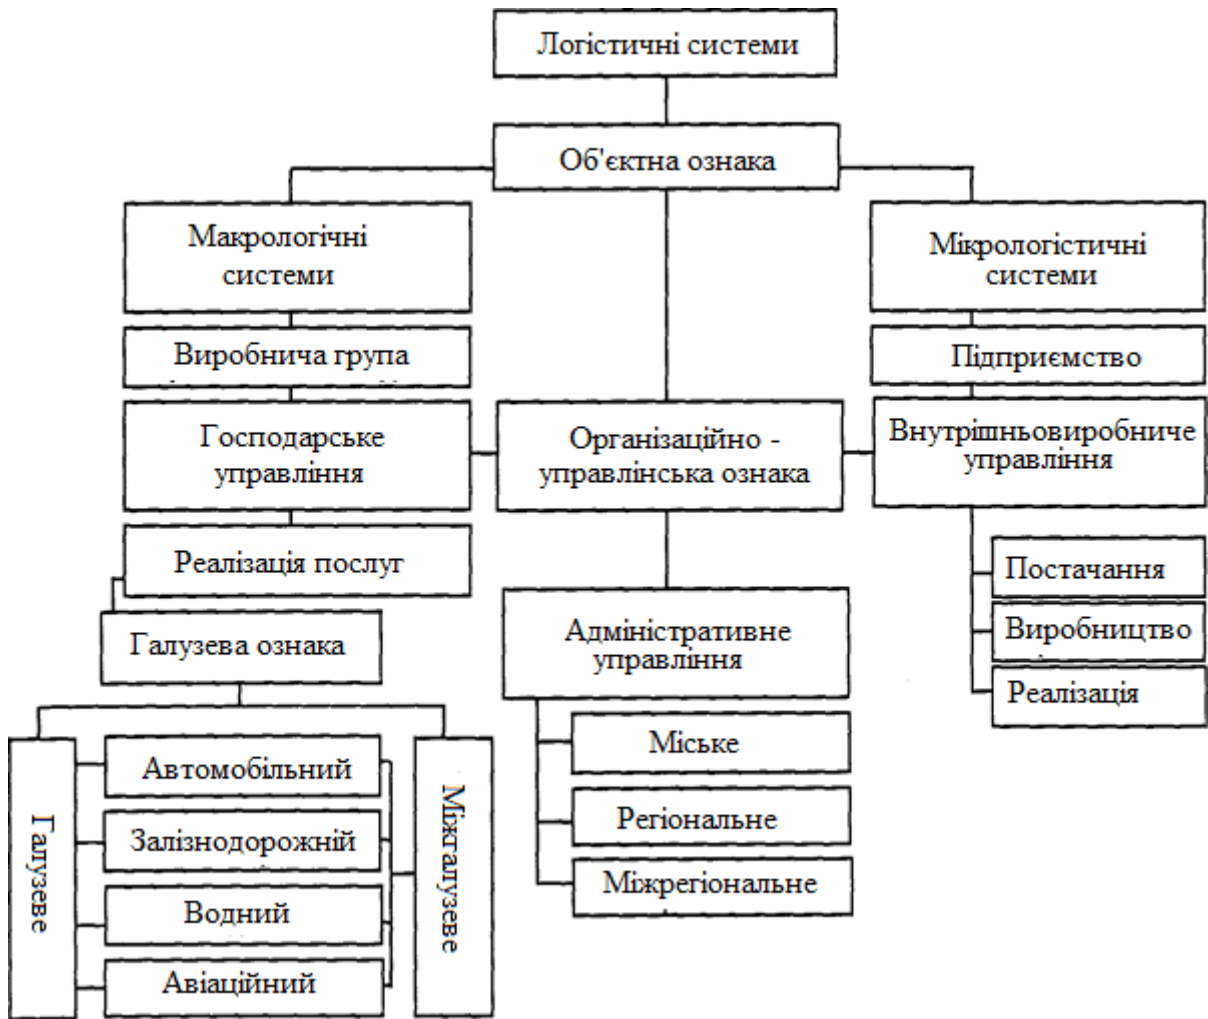 Логістичні системи
Об'єктна ознака
Макрологічні
системи
Мікрологістичні
системи
Виробнича група
Підприємство
Господарське
управління
Організаційно -
управлінська ознака
Внутрішньовиробниче
управління
Реалізація послуг
Постачання
Виробництво
Реалізація
Галузева ознака
Адміністративне
управління
Міське
Регіональне
Міжрегіональне
Галузеве
Автомобільний
Залізнодорожній
Водний
Авіаційний
Міжгалузеве